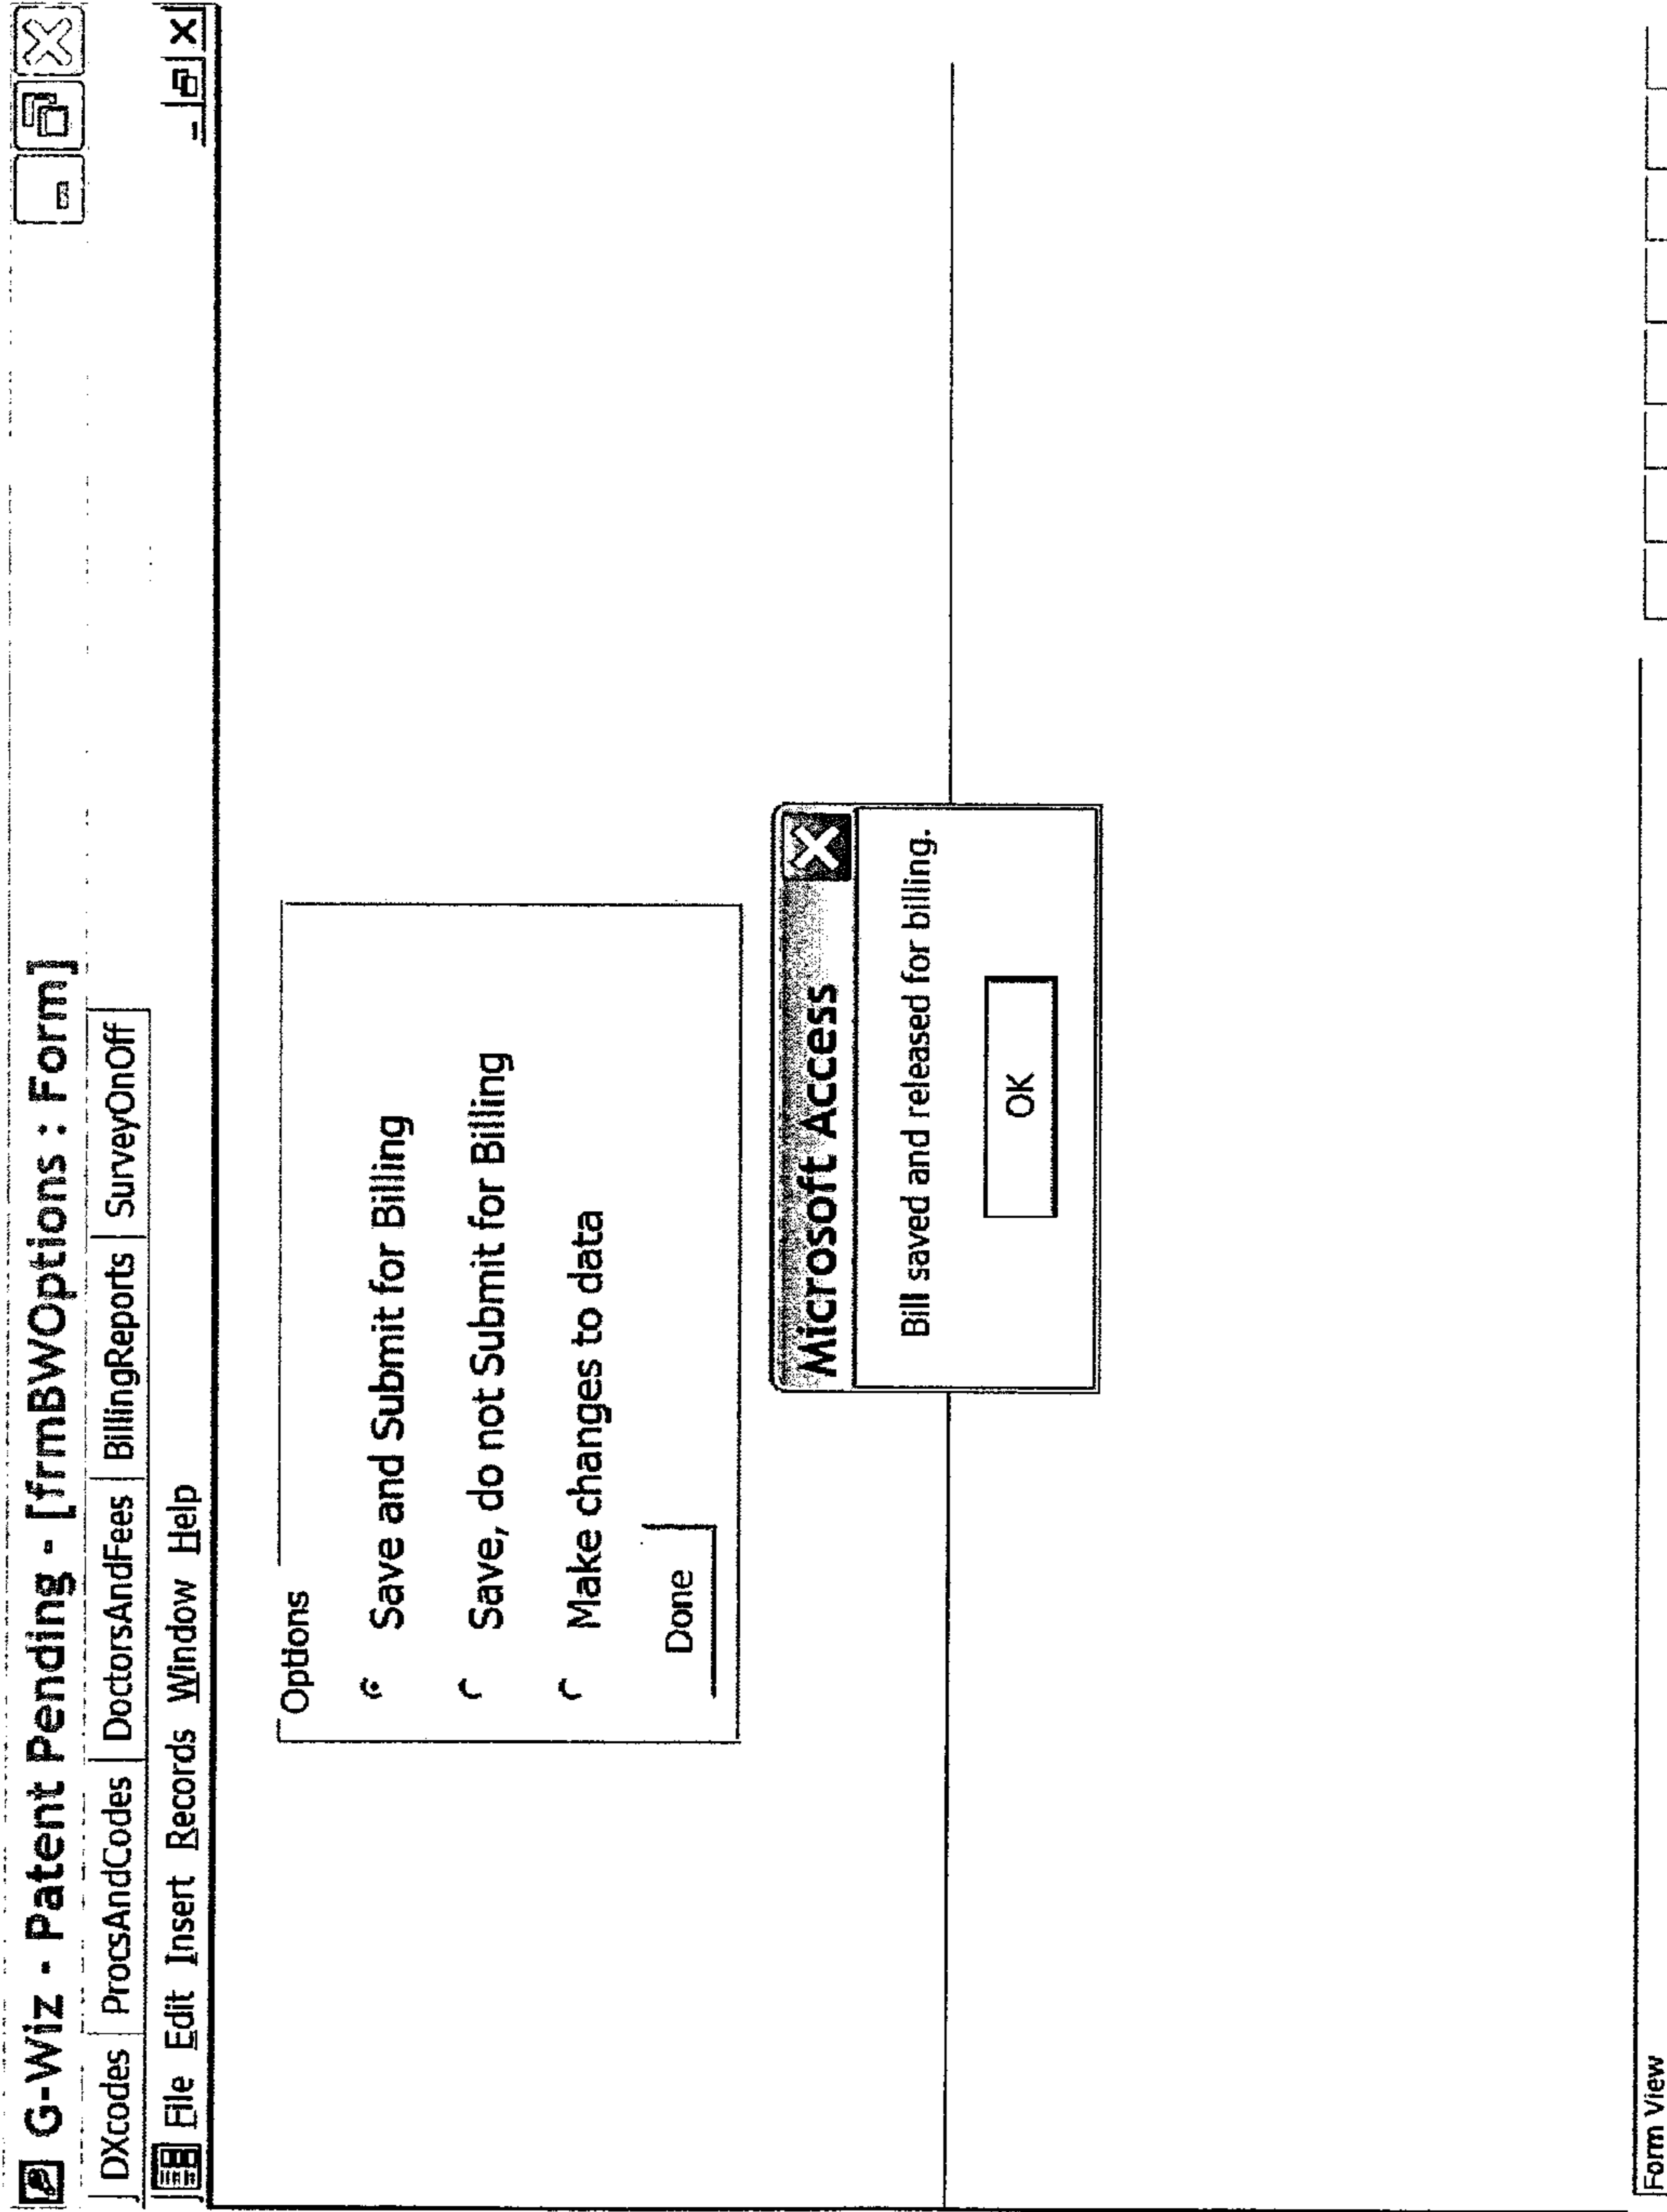 G-Wiz - Patent Pending - [frmBWOptions : Form]
DXcodes ProcsAndCodes DoctorsAndFees BillingReports SurveyOnOff
File Edit Insert Records Window Help
Options
Save and Submit for Billing
Save, do not Submit for Billing
Make changes to data
Done
Microsoft Access
Bill saved and released for billing.
OK
Form View